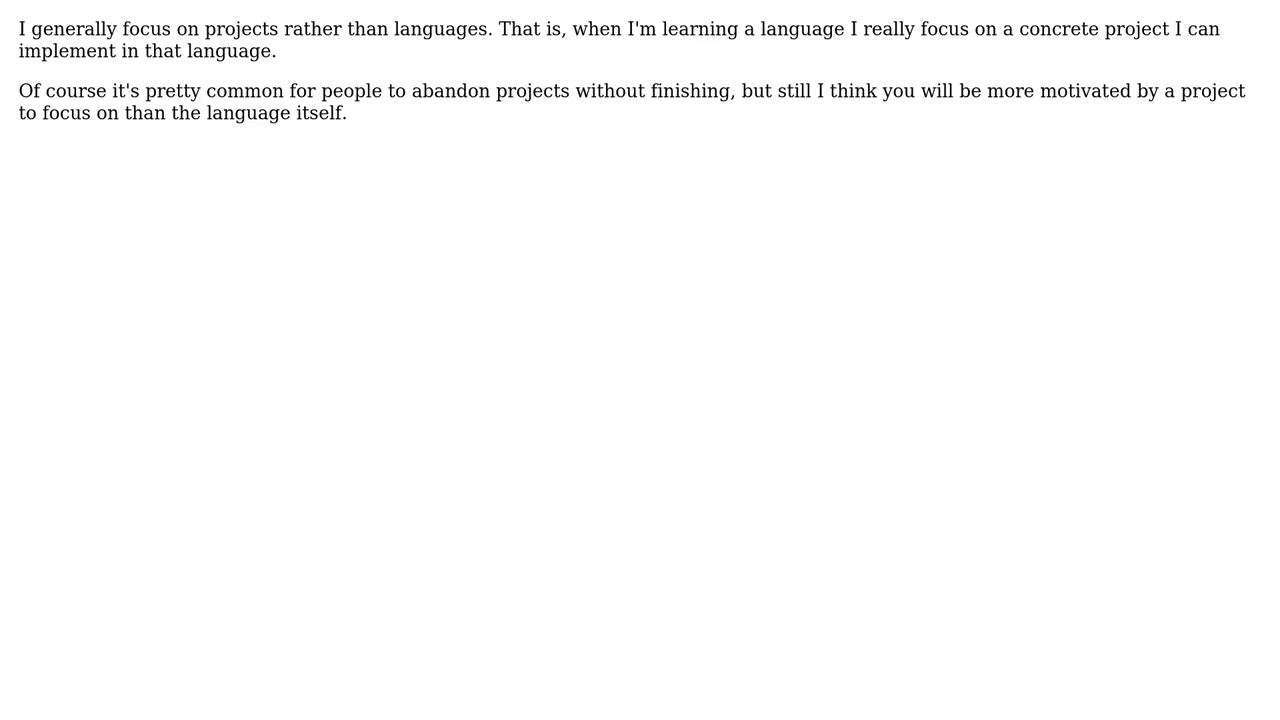 I generally focus on projects rather than languages. That is, when I'm learning a language I really focus on a concrete project I can
implement in that language.
Of course it's pretty common for people to abandon projects without finishing, but still I think you will be more motivated by a project
to focus on than the language itself.